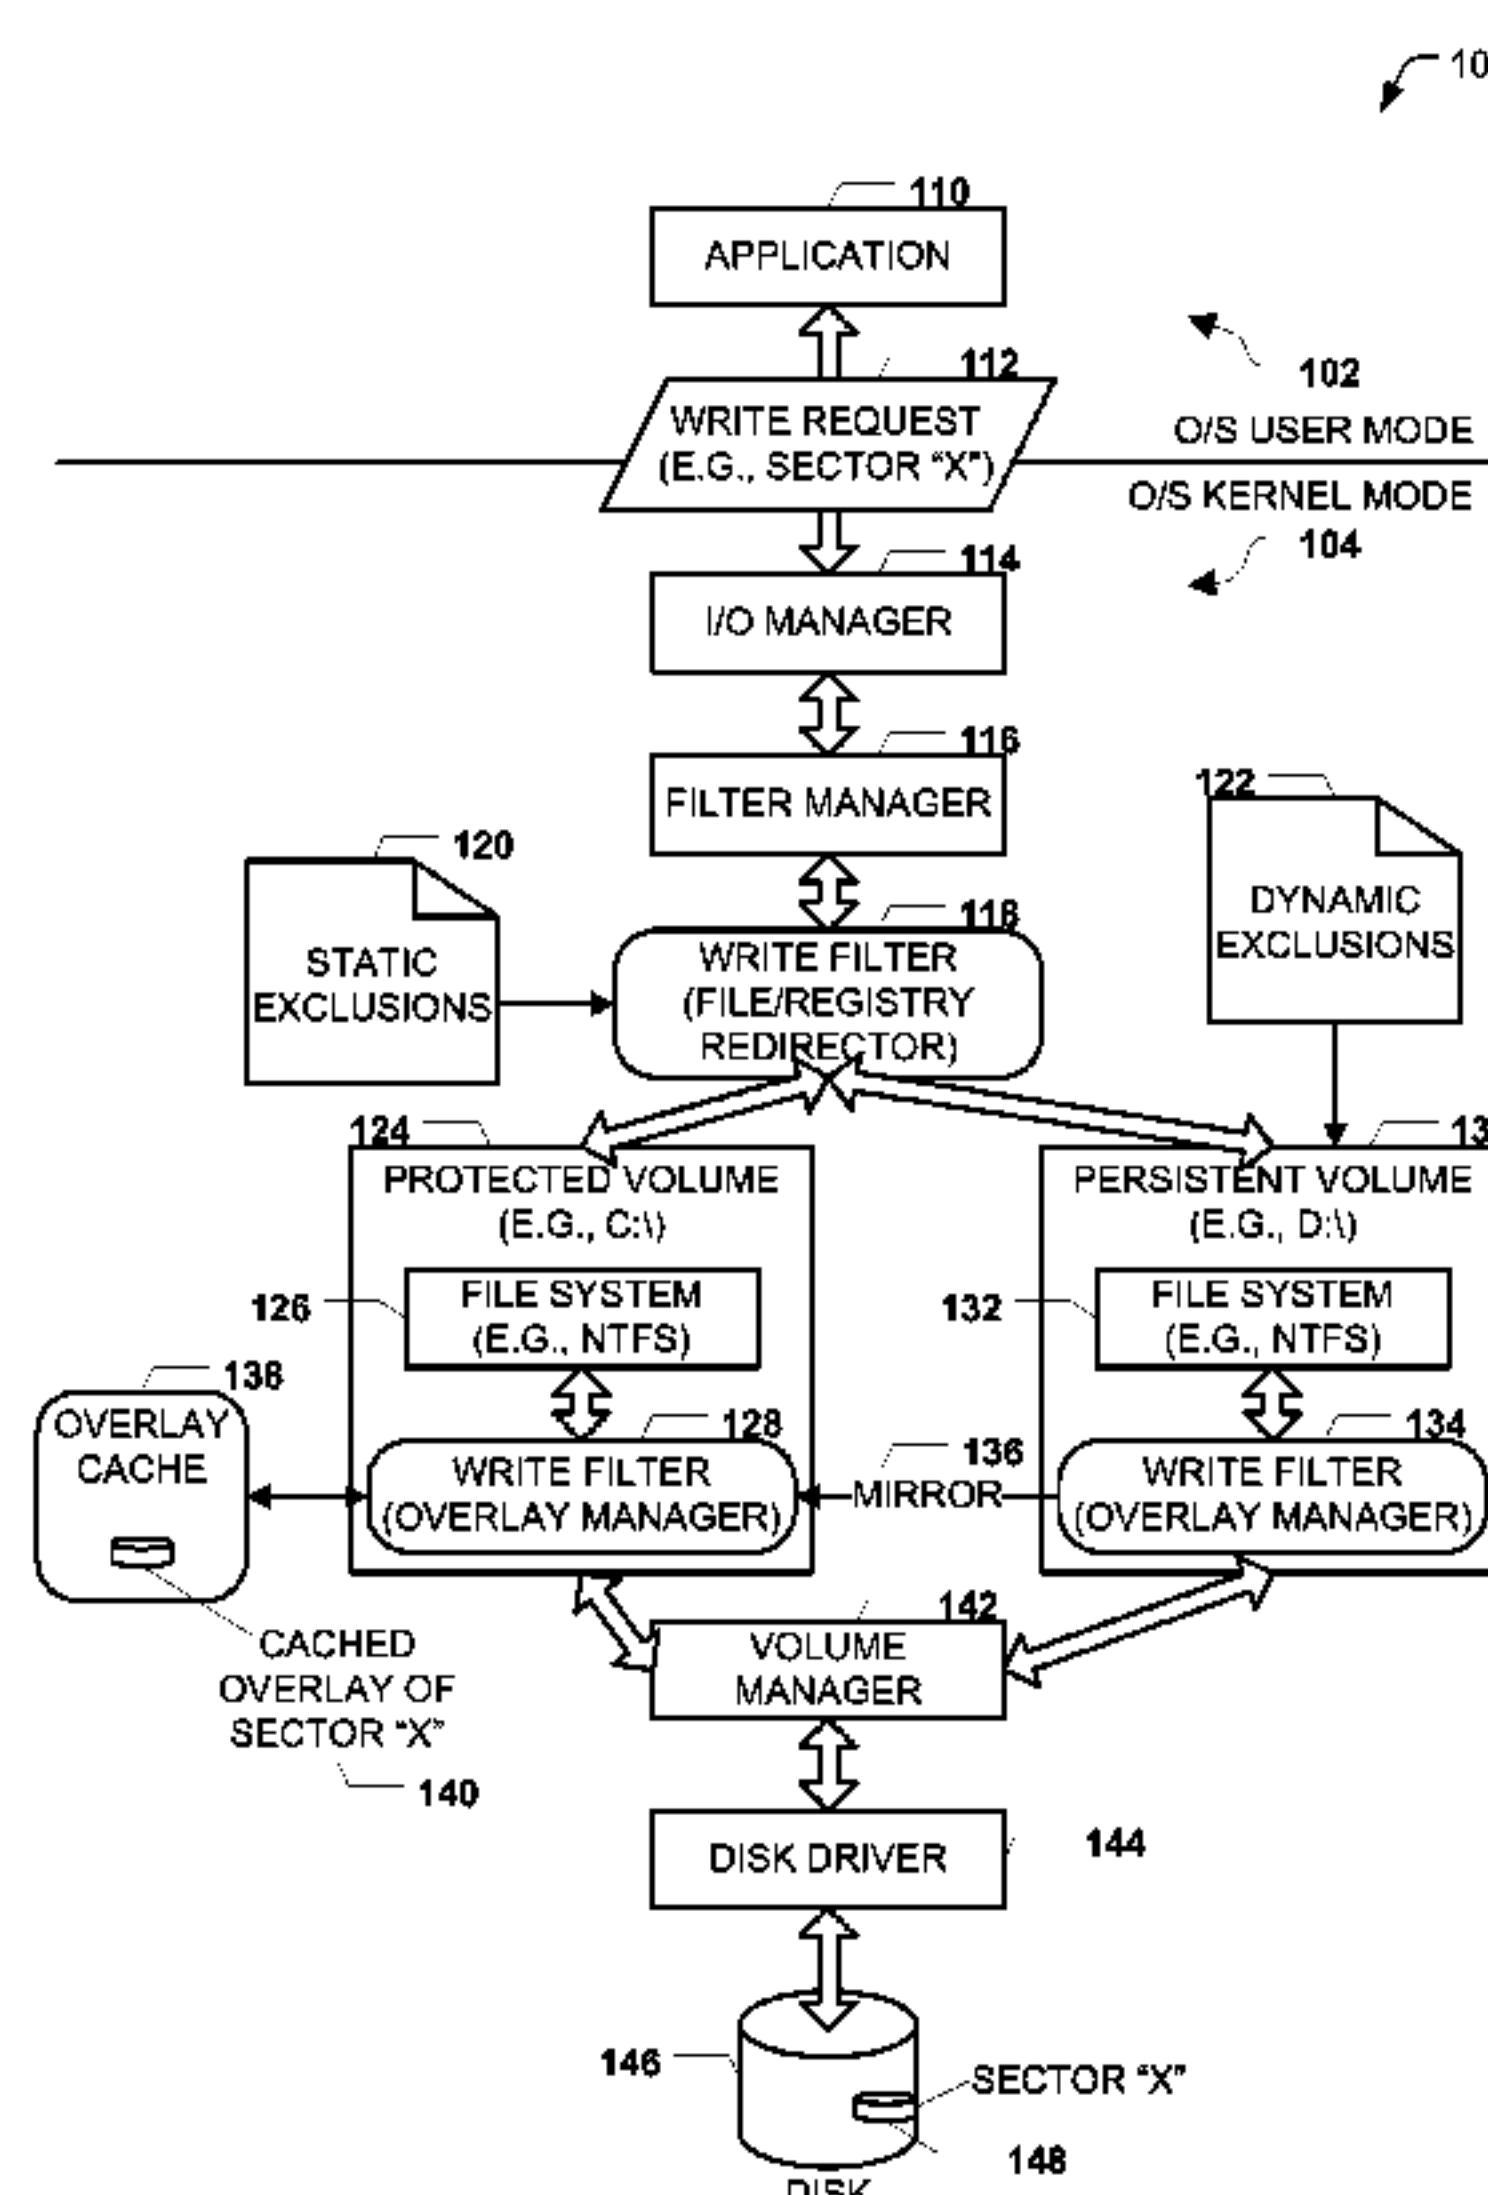 10
110
APPLICATION
112
WRITE REQUEST
(E.G., SECTOR “X”)
102
O/S USER MODE
O/S KERNEL MODE
104
114
I/O MANAGER
116
FILTER MANAGER
122
DYNAMIC
EXCLUSIONS
120
STATIC
EXCLUSIONS
118
WRITE FILTER
(FILE/REGISTRY
REDIRECTOR)
124
PROTECTED VOLUME
(E.G., C:\)
13
PERSISTENT VOLUME
(E.G., D:\)
126
FILE SYSTEM
(E.G., NTFS)
132
FILE SYSTEM
(E.G., NTFS)
138
OVERLAY
CACHE
128
WRITE FILTER
(OVERLAY MANAGER)
136
MIRROR
134
WRITE FILTER
(OVERLAY MANAGER)
CACHED
OVERLAY OF
SECTOR “X”
140
142
VOLUME
MANAGER
DISK DRIVER
144
146
SECTOR “X”
148
DISK